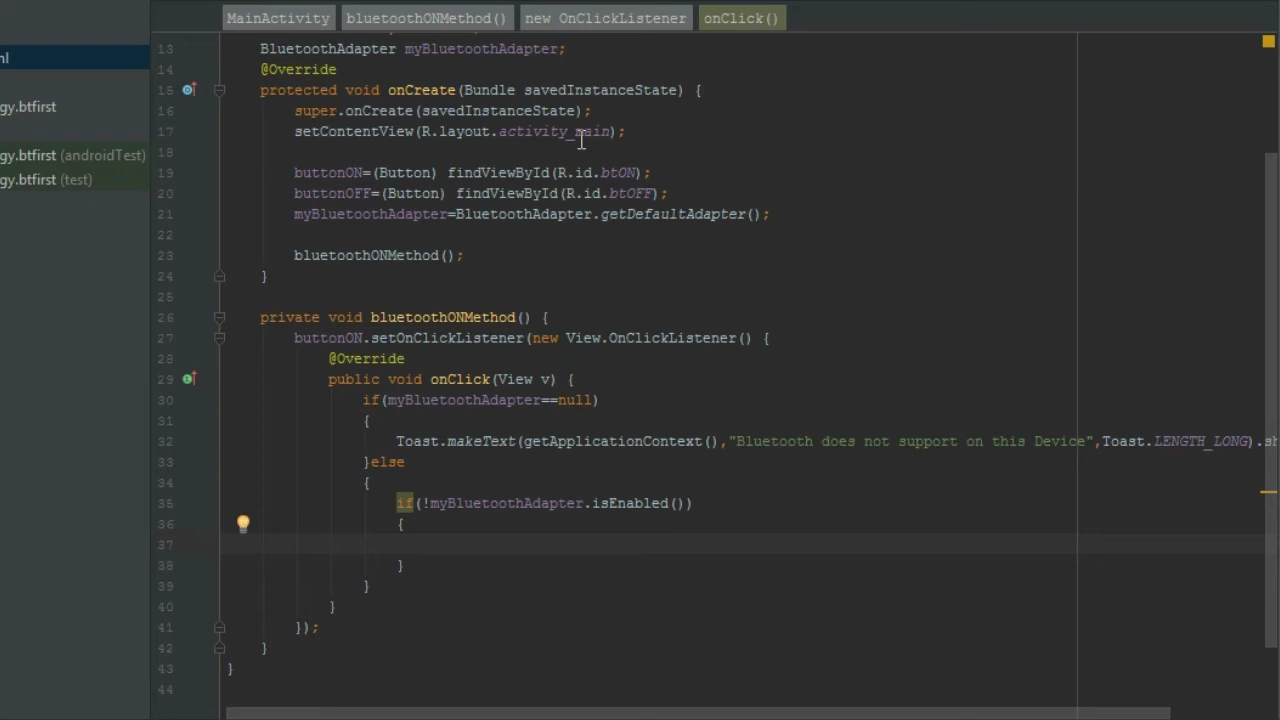 MainActivity bluetoothONMethod() new OnClickListener onClick()
ml
gy.btfirst
gy.btfirst (androidTest)
gy.btfirst (test)
13 BluetoothAdapter myBluetoothAdapter;
14 @Override
15 protected void onCreate(Bundle savedInstanceState) {
16 super.onCreate(savedInstanceState);
17 setContentView(R.layout.activity_main);
18
19 buttonON=(Button) findViewById(R.id.btON);
20 buttonOFF=(Button) findViewById(R.id.btOFF);
21 myBluetoothAdapter=BluetoothAdapter.getDefaultAdapter();
22
23 bluetoothONMethod();
24 }
25
26 private void bluetoothONMethod() {
27 buttonON.setOnClickListener(new View.OnClickListener() {
28 @Override
29 public void onClick(View v) {
30 if(myBluetoothAdapter==null)
31 {
32 Toast.makeText(getApplicationContext(),"Bluetooth does not support on this Device",Toast.LENGTH_LONG).sh
33 }else
34 {
35 if(!myBluetoothAdapter.isEnabled())
36 {
37
38 }
39 }
40 }
41 });
42 }
43 }
44